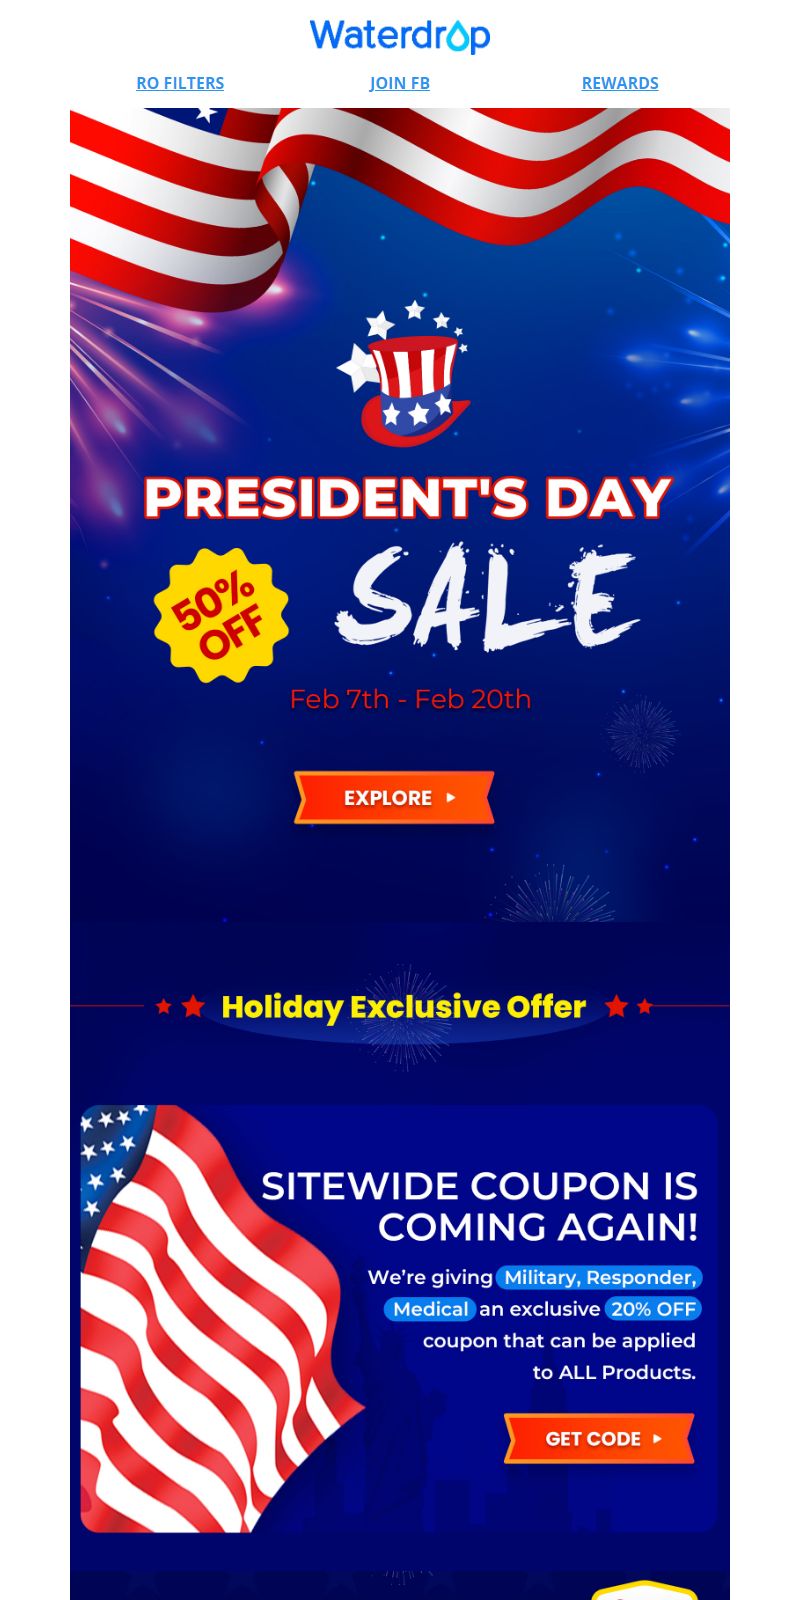 Waterdrop
RO FILTERS JOIN FB REWARDS
PRESIDENT'S DAY
50%
OFF
SALE
Feb 7th - Feb 20th
EXPLORE
Holiday Exclusive Offer
SITEWIDE COUPON IS
COMING AGAIN!
We’re giving Military, Responder,
Medical an exclusive 20% OFF
coupon that can be applied
to ALL Products.
GET CODE